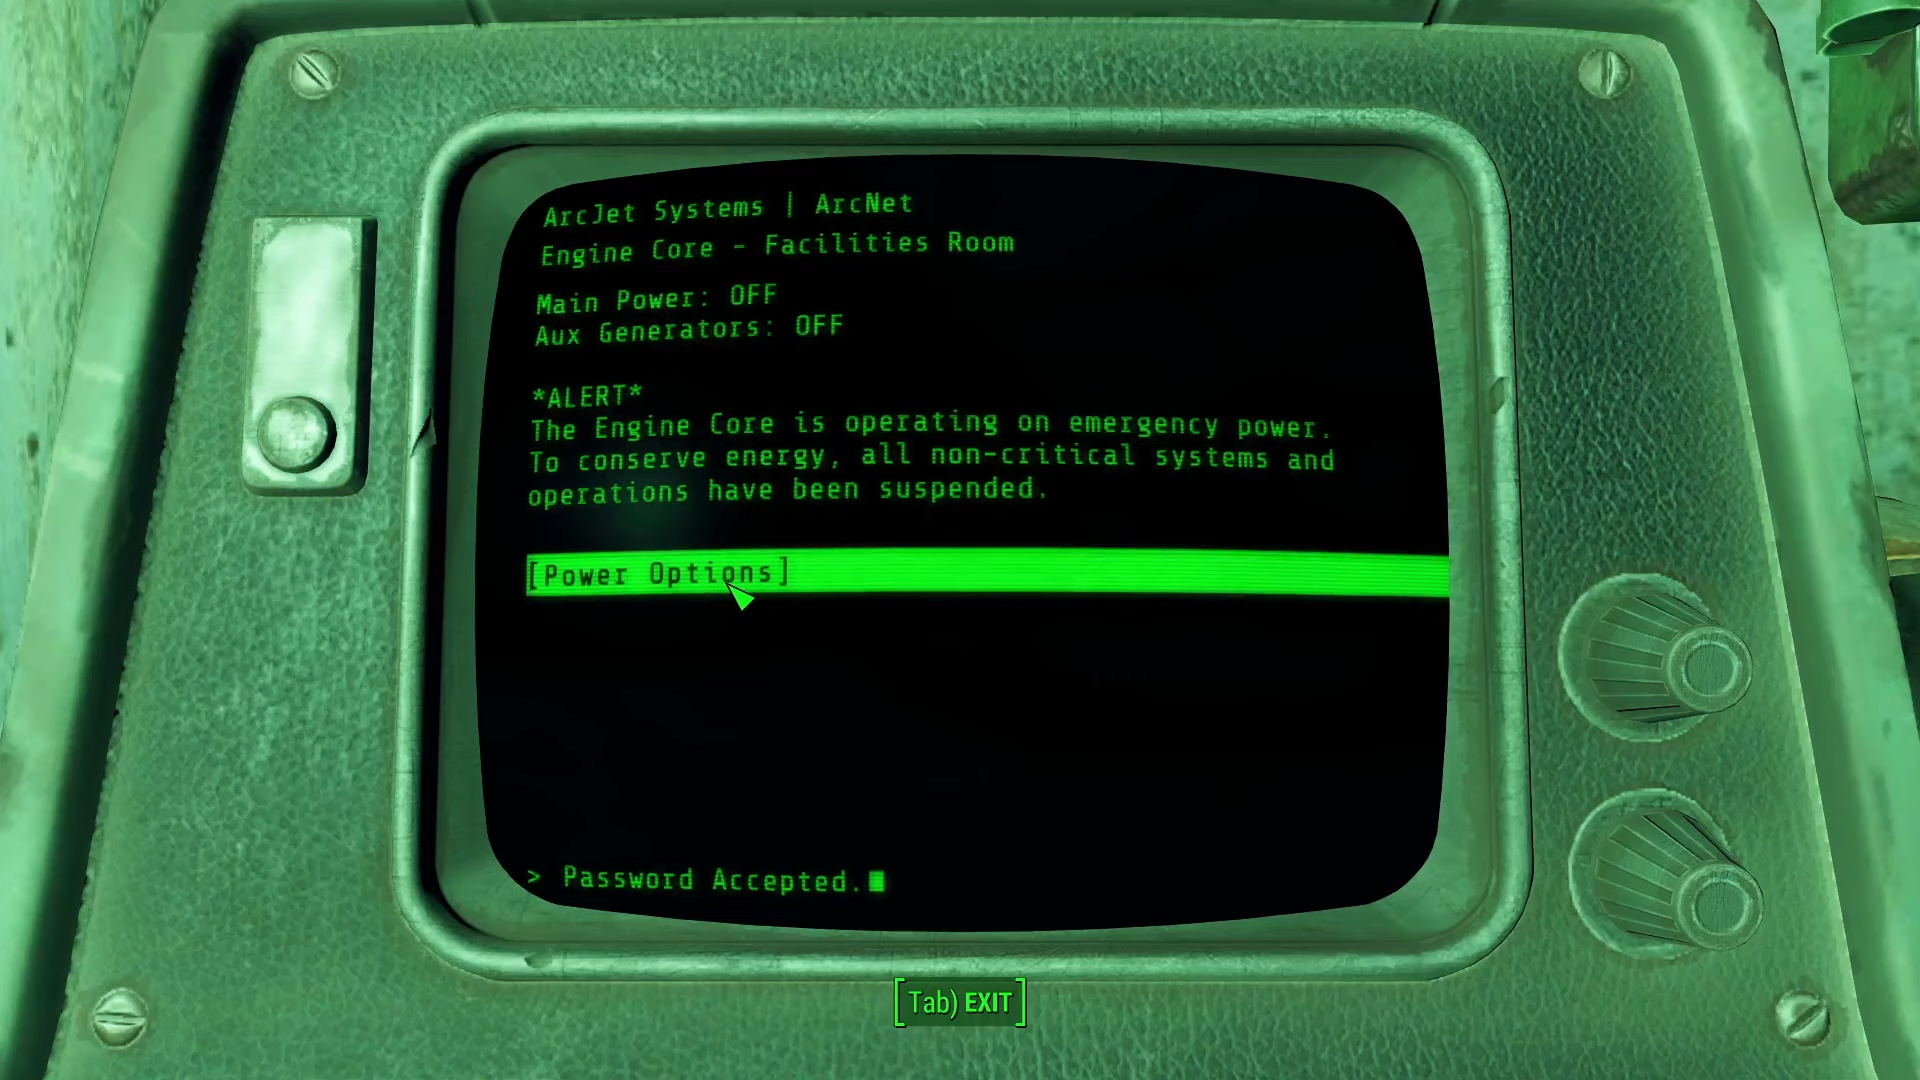 ArcJet Systems | ArcNet
Engine Core - Facilities Room
Main Power: OFF
Aux Generators: OFF
*ALERT*
The Engine Core is operating on emergency power.
To conserve energy, all non-critical systems and
operations have been suspended.
[Power Options]
> Password Accepted.
[Tab) EXIT]